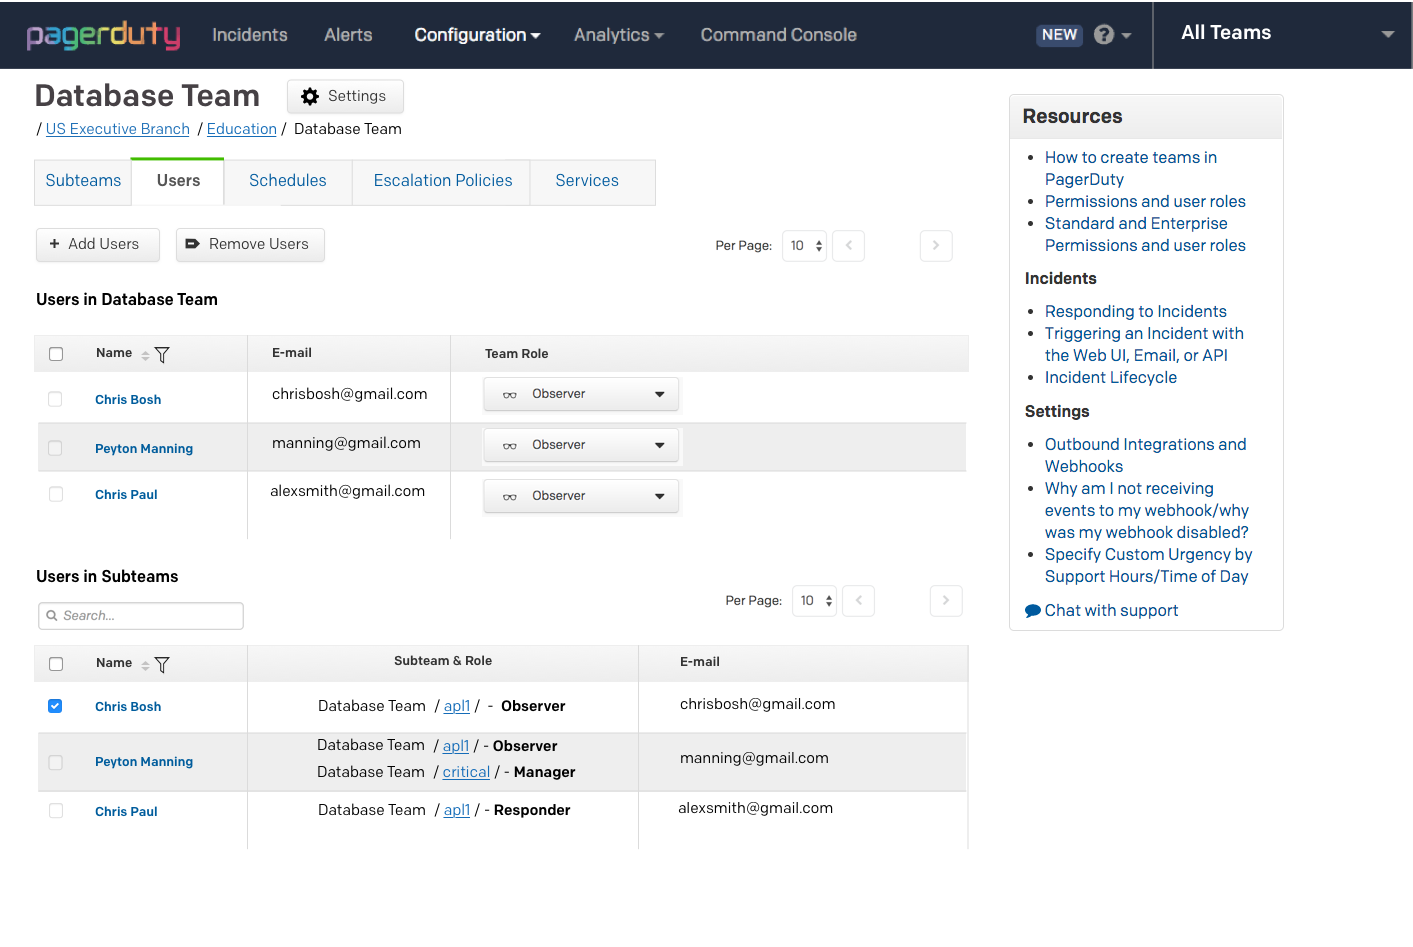 pagerduty Incidents Alerts Configuration Analytics Command Console NEW ? All Teams
Database Team Settings
/ US Executive Branch / Education / Database Team
Subteams Users Schedules Escalation Policies Services
+ Add Users Remove Users Per Page: 10 < >
Users in Database Team
Name E-mail Team Role
Chris Bosh chrisbosh@gmail.com Observer
Peyton Manning manning@gmail.com Observer
Chris Paul alexsmith@gmail.com Observer
Users in Subteams
Search... Per Page: 10 < >
Name Subteam & Role E-mail
Chris Bosh Database Team / apl1 / - Observer chrisbosh@gmail.com
Peyton Manning Database Team / apl1 / - Observer manning@gmail.com
Database Team / critical / - Manager
Chris Paul Database Team / apl1 / - Responder alexsmith@gmail.com
Resources
• How to create teams in
PagerDuty
• Permissions and user roles
• Standard and Enterprise
Permissions and user roles
Incidents
• Responding to Incidents
• Triggering an Incident with
the Web UI, Email, or API
• Incident Lifecycle
Settings
• Outbound Integrations and
Webhooks
• Why am I not receiving
events to my webhook/why
was my webhook disabled?
• Specify Custom Urgency by
Support Hours/Time of Day
Chat with support